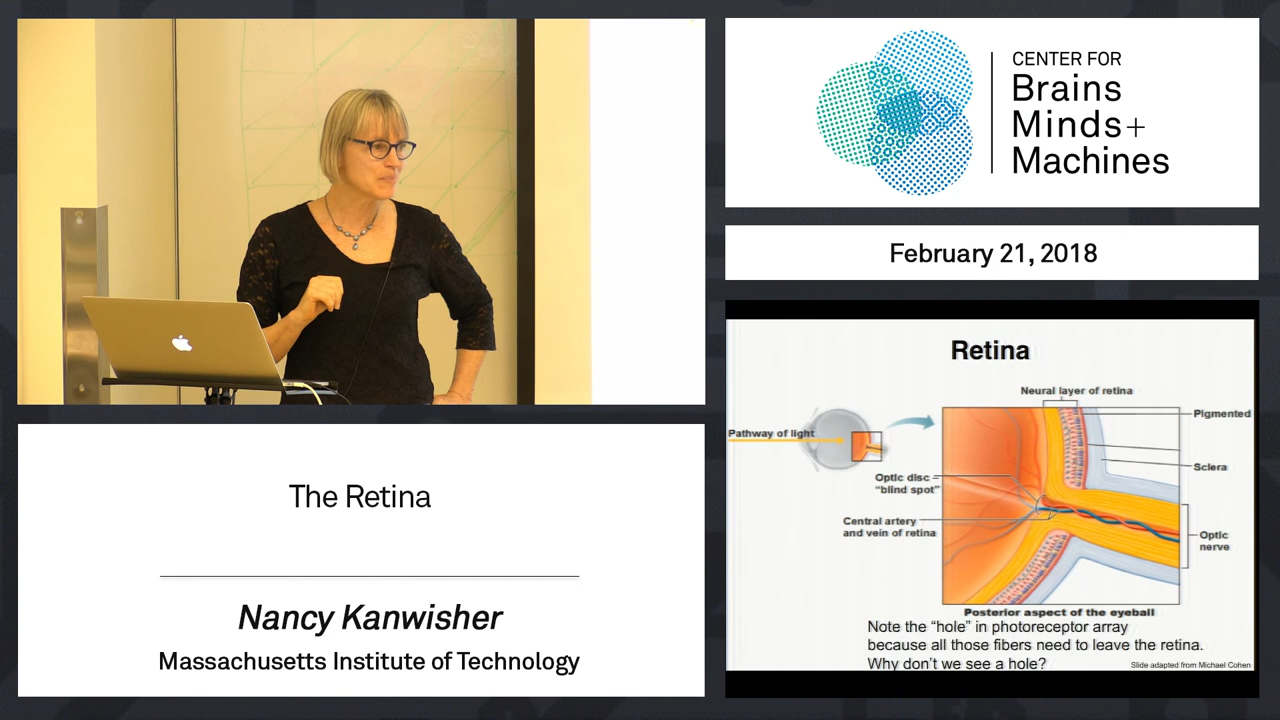 CENTER FOR
Brains
Minds+
Machines
February 21, 2018
Retina
Neural layer of retina
Pigmented
Pathway of light
Sclera
Optic disc
"blind spot"
Central artery
and vein of retina
Optic
nerve
Posterior aspect of the eyeball
Note the "hole" in photoreceptor array
because all those fibers need to leave the retina.
Why don't we see a hole?
Slide adapted from Michael Cohen
The Retina
Nancy Kanwisher
Massachusetts Institute of Technology